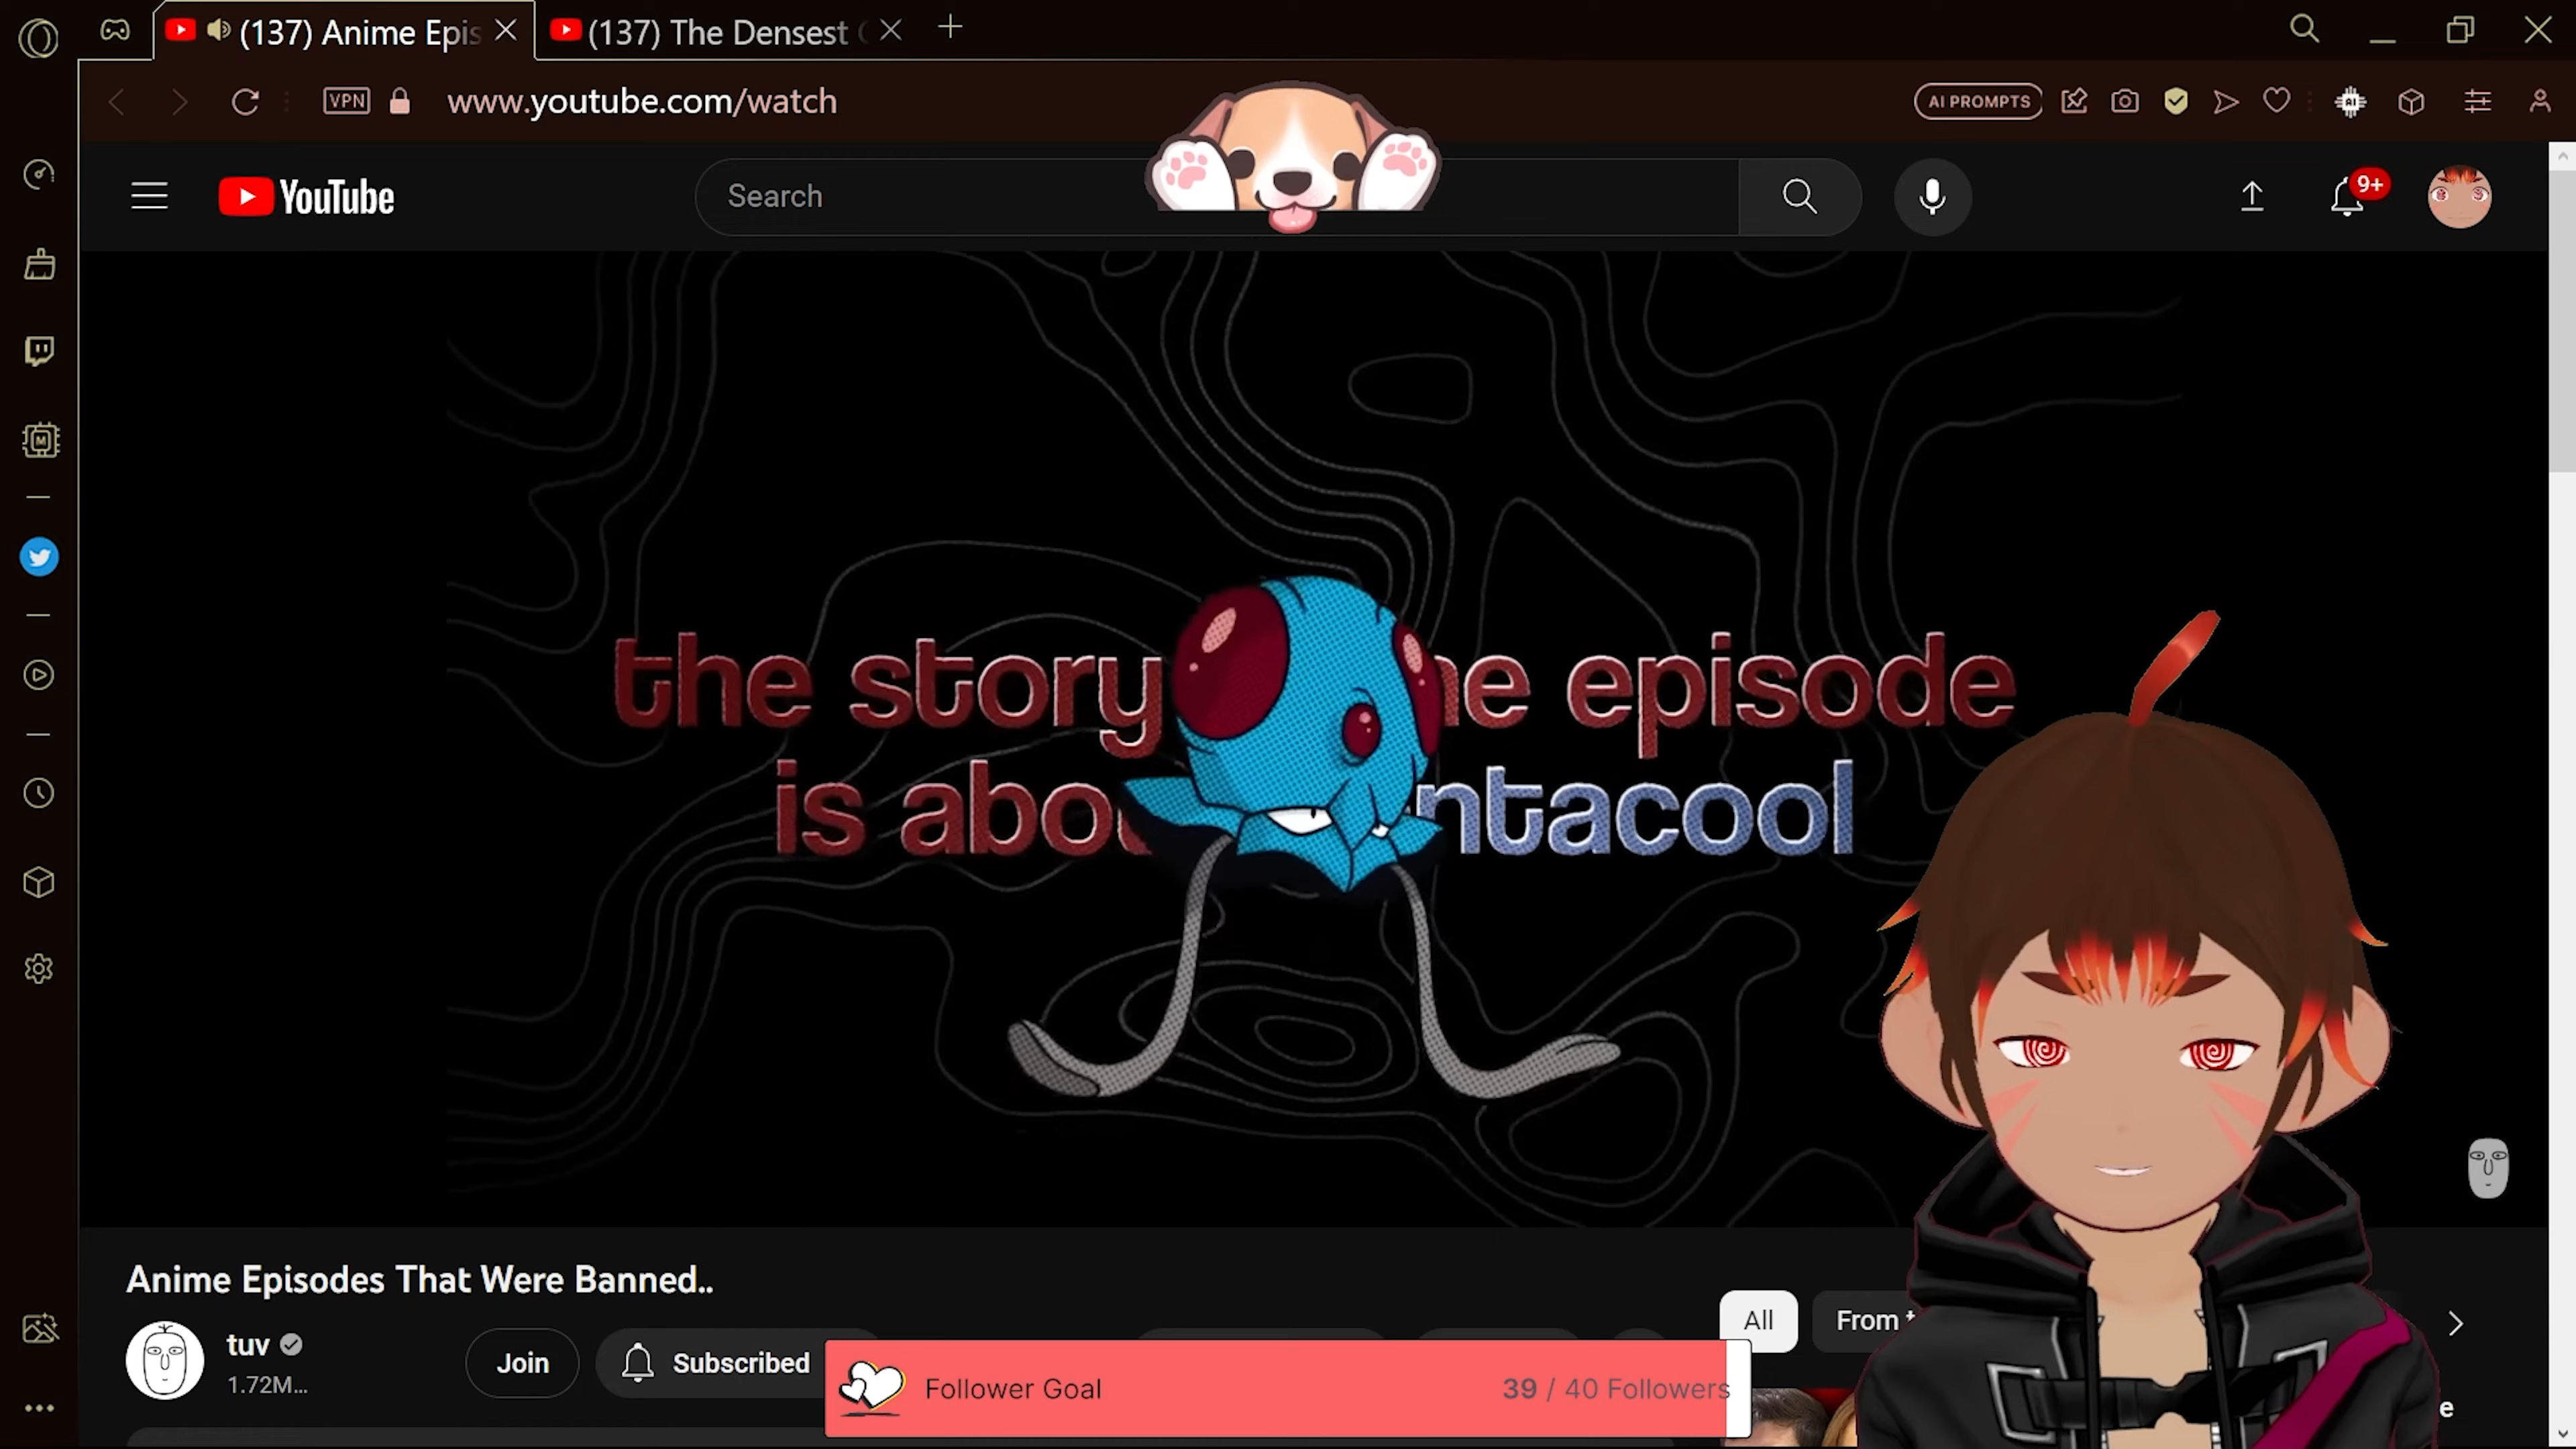 (137) Anime Epis
(137) The Densest
VPN
www.youtube.com/watch
AI PROMPTS
YouTube
Search
9+
the story he episode
is abou ntacool
Anime Episodes That Were Banned..
tuv
1.72M...
Join
Subscribed
All
From t
Follower Goal
39 / 40 Followers
e